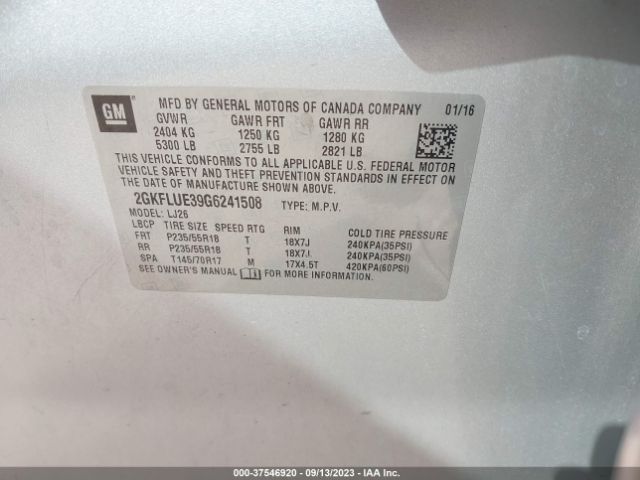 GM
MFD BY GENERAL MOTORS OF CANADA COMPANY 01/16
GVWR GAWR FRT GAWR RR
2404 KG 1250 KG 1280 KG
5300 LB 2755 LB 2821 LB
THIS VEHICLE CONFORMS TO ALL APPLICABLE U.S. FEDERAL MOTOR
VEHICLE SAFETY AND THEFT PREVENTION STANDARDS IN EFFECT ON THE
DATE OF MANUFACTURE SHOWN ABOVE.
2GKFLUE39G6241508 TYPE: M.P.V.
MODEL: LJ26
LBCP TIRE SIZE SPEED RTG RIM COLD TIRE PRESSURE
FRT P235/55R18 T 18X7J 240KPA(35PSI)
RR P235/55R18 T 18X7J 240KPA(35PSI)
SPA T145/70R17 M 17X4.5T 420KPA(60PSI)
SEE OWNER'S MANUAL FOR MORE INFORMATION.
000-37546920 - 09/13/2023 - IAA Inc.